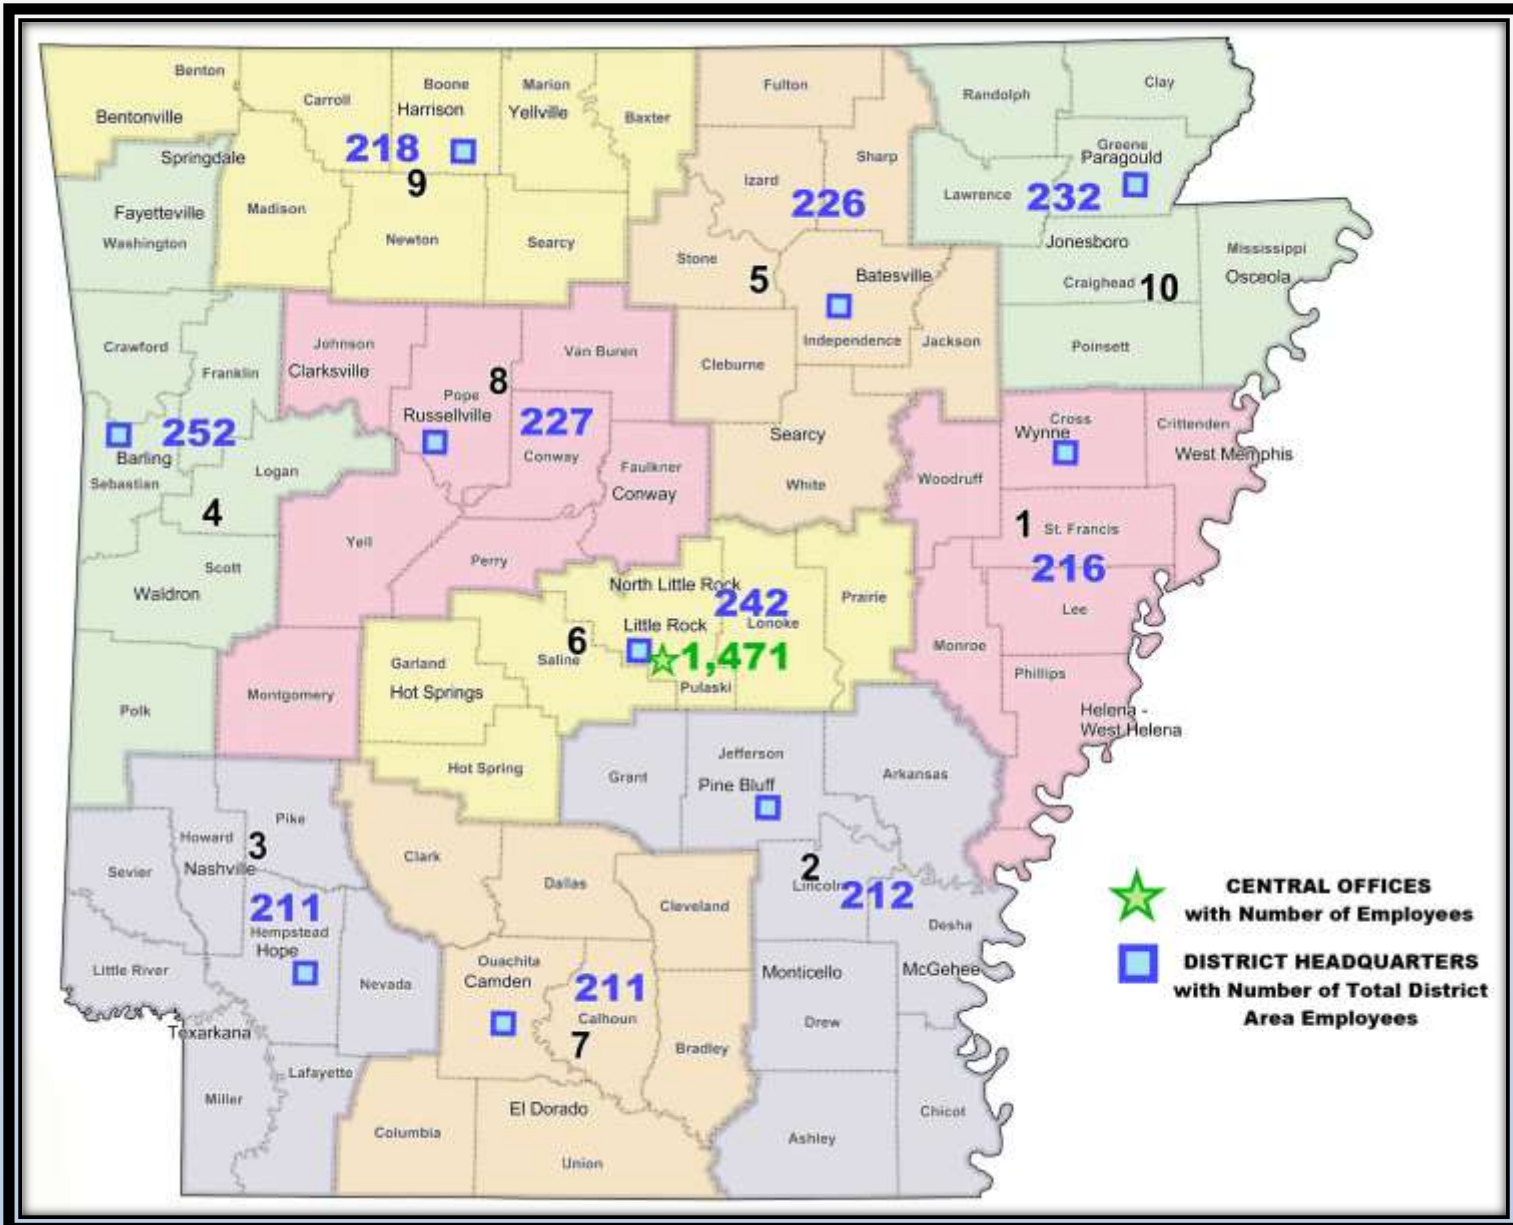 Benton
Bentonville
Carroll
Boone
Harrison
Marion
Yellville
Baxter
Fulton
Randolph
Clay
Springdale
218
9
Sharp
Izard
226
Greene
Paragould
Lawrence
232
Fayetteville
Washington
Madison
Newton
Searcy
Stone
5
Batesville
Independence
Jackson
Jonesboro
Craighead
10
Mississippi
Osceola
Poinsett
Crawford
Franklin
Johnson
Clarksville
8
Pope
Russellville
Van Buren
Cleburne
252
Barling
Sebastian
Logan
4
227
Conway
Faulkner
Conway
Searcy
White
Woodruff
Cross
Wynne
Crittenden
West Memphis
1
St. Francis
216
Lee
Scott
Waldron
Yell
Perry
North Little Rock
242
Lonoke
Prairie
Little Rock
6
Saline
1,471
Pulaski
Garland
Hot Springs
Monroe
Phillips
Helena -
West Helena
Polk
Montgomery
Hot Spring
Grant
Jefferson
Pine Bluff
Arkansas
Pike
Howard
3
Nashville
Sevier
211
Hempstead
Hope
Clark
Dallas
Cleveland
2
Lincoln
212
Desha
Little River
Nevada
Ouachita
Camden
211
Calhoun
7
Monticello
McGehee
Drew
Bradley
Texarkana
Lafayette
Miller
Columbia
El Dorado
Union
Ashley
Chicot
CENTRAL OFFICES
with Number of Employees
DISTRICT HEADQUARTERS
with Number of Total District
Area Employees